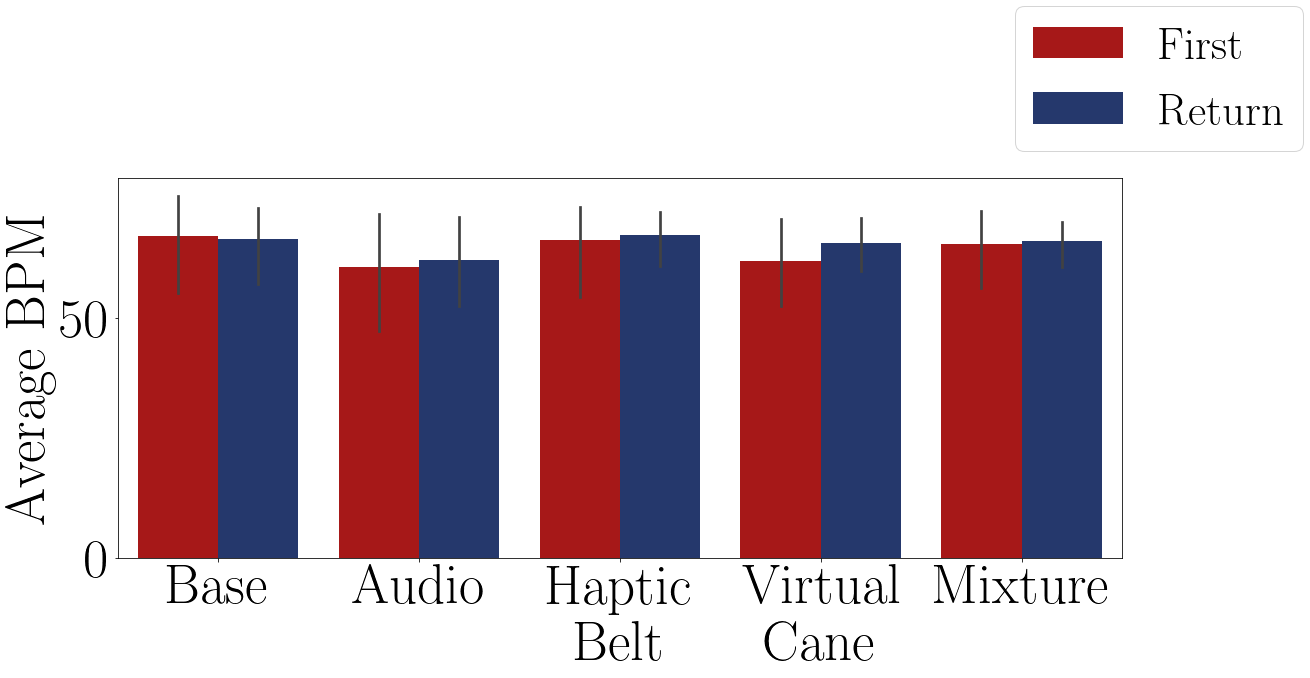 First
Return
Average BPM
50
0
Base
Audio
Haptic
Belt
Virtual
Cane
Mixture